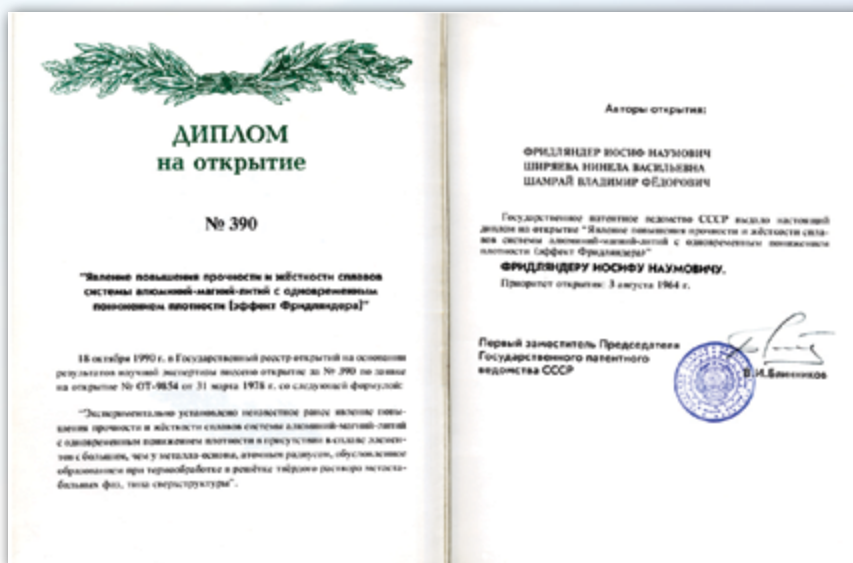 ДИПЛОМ
на открытие
№ 390
"Явление повышения прочности и жёсткости сплавов
системы алюминий-магний-литий с одновременным
понижением плотности [эффект Фридляндера]"
18 октября 1990 г. в Государственный реестр открытий на основании
результатов научной экспертизы внесено открытие за № 390 по заявке
на открытие № ОТ-9854 от 31 марта 1978 г. со следующей формулой:
"Экспериментально установлено неизвестное ранее явление повы-
шения прочности и жёсткости сплавов системы алюминий-магний-литий
с одновременным понижением плотности в присутствии в сплаве элемен-
тов с большим, чем у металла-основы, атомным радиусом, обусловленное
образованием при термообработке в решётке твёрдого раствора метаста-
бильных фаз, типа сверхструктуры".
Авторы открытия:
ФРИДЛЯНДЕР ИОСИФ НАУМОВИЧ
ШИРЯЕВА НИНЕЛА ВАСИЛЬЕВНА
ШАМРАЙ ВЛАДИМИР ФЁДОРОВИЧ
Государственное патентное ведомство СССР выдало настоящий
диплом на открытие "Явление повышения прочности и жёсткости спла-
вов системы алюминий-магний-литий с одновременным понижением
плотности (эффект Фридляндера)"
ФРИДЛЯНДЕРУ ИОСИФУ НАУМОВИЧУ.
Приоритет открытия: 3 августа 1964 г.
Первый заместитель Председателя
Государственного патентного
ведомства СССР
В.И.Блинников